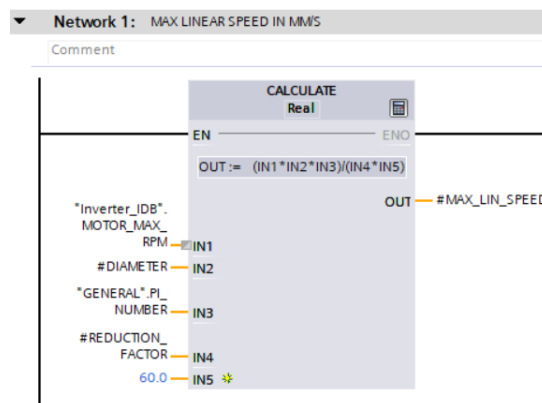 Network 1: MAX LINEAR SPEED IN MM/S
Comment
CALCULATE
Real
EN
ENO
OUT := (IN1*IN2*IN3)/(IN4*IN5)
OUT
#MAX_LIN_SPEED
"Inverter_IDB".
MOTOR_MAX_
RPM
IN1
#DIAMETER
IN2
"GENERAL".PI_
NUMBER
IN3
#REDUCTION_
FACTOR
IN4
60.0
IN5